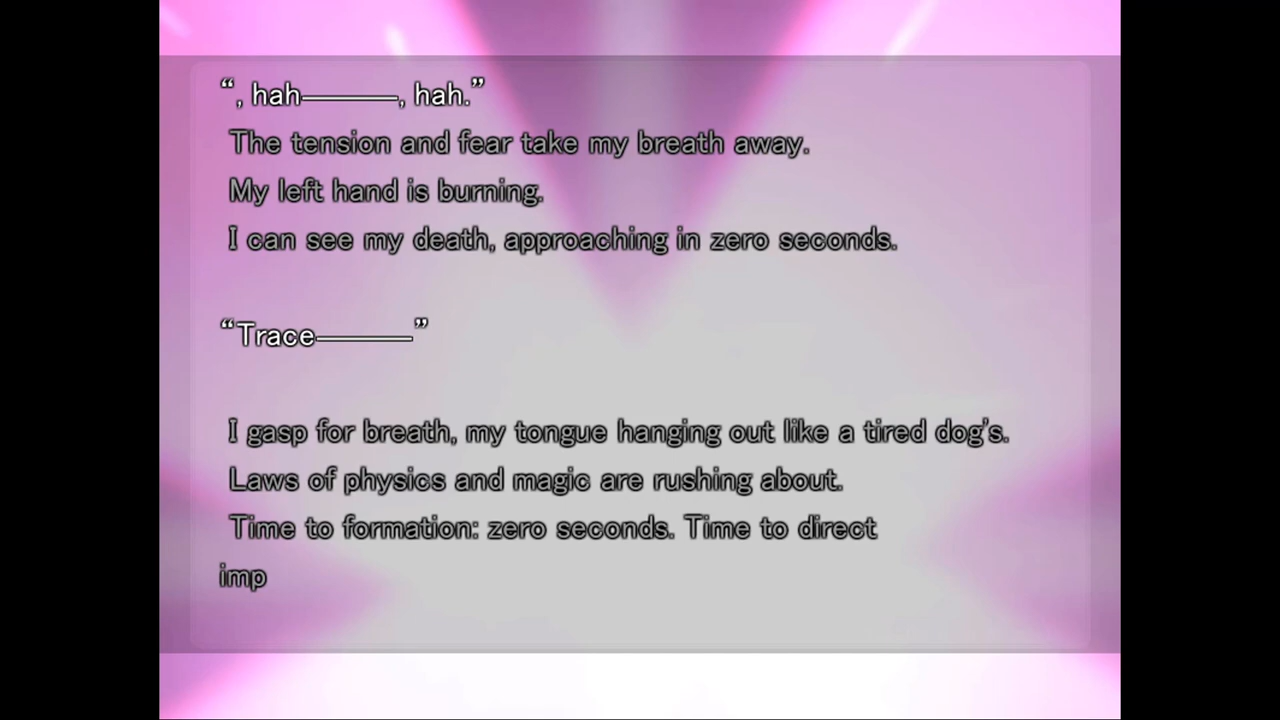 “, hah―――, hah.”
The tension and fear take my breath away.
My left hand is burning.
I can see my death, approaching in zero seconds.
“Trace―――”
I gasp for breath, my tongue hanging out like a tired dog's.
Laws of physics and magic are rushing about.
Time to formation: zero seconds. Time to direct
imp